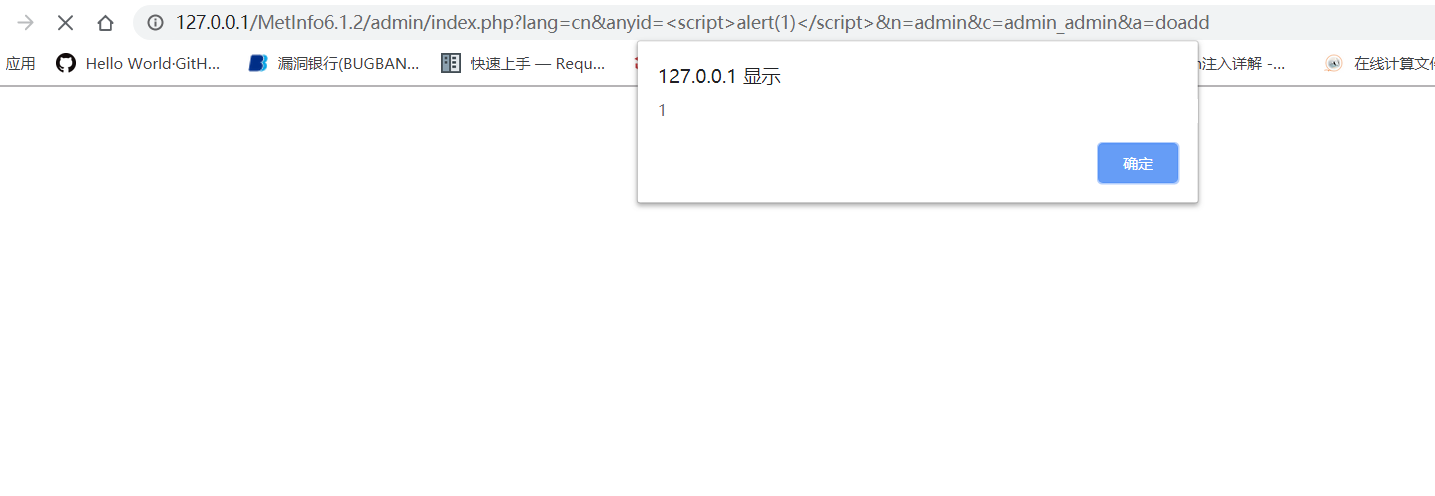 127.0.0.1/MetInfo6.1.2/admin/index.php?lang=cn&anyid=<script>alert(1)</script>&n=admin&c=admin_admin&a=doadd
应用 Hello World·GitH... 漏洞银行(BUGBAN... 快速上手 — Requ... 注入详解 -... 在线计算文件
127.0.0.1 显示
1
确定